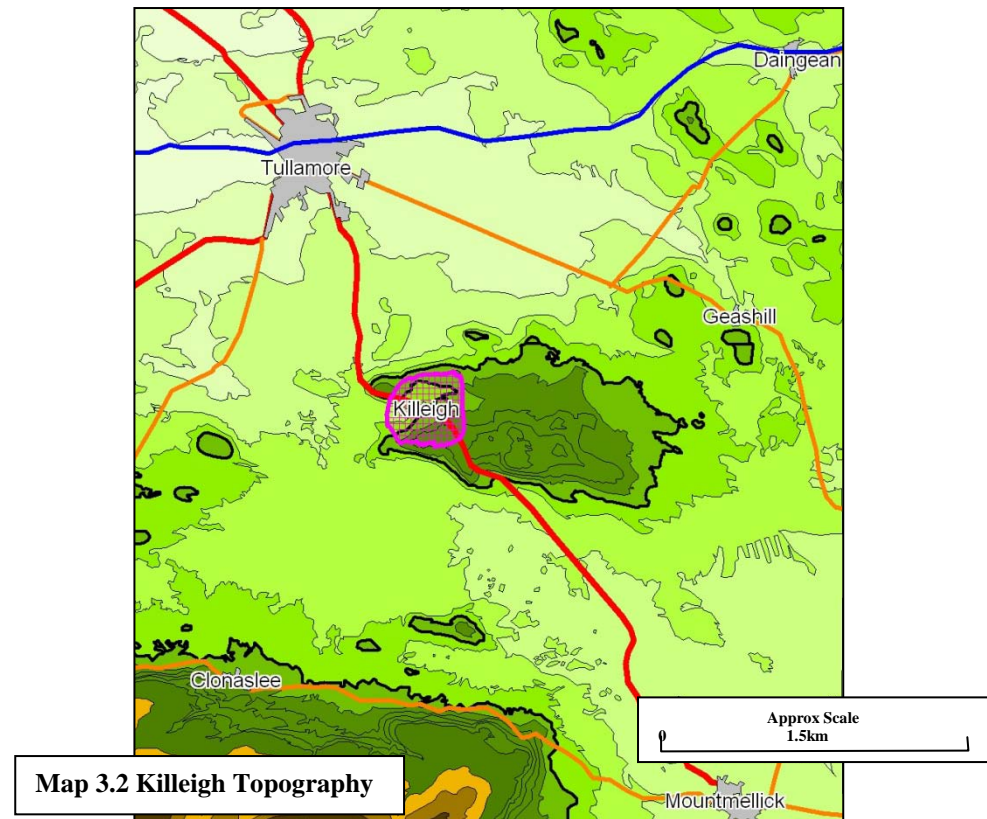 Daingean
Tullamore
Geashill
Killeigh
Clonaslee
Approx Scale
0 1.5km
Map 3.2 Killeigh Topography
Mountmellick